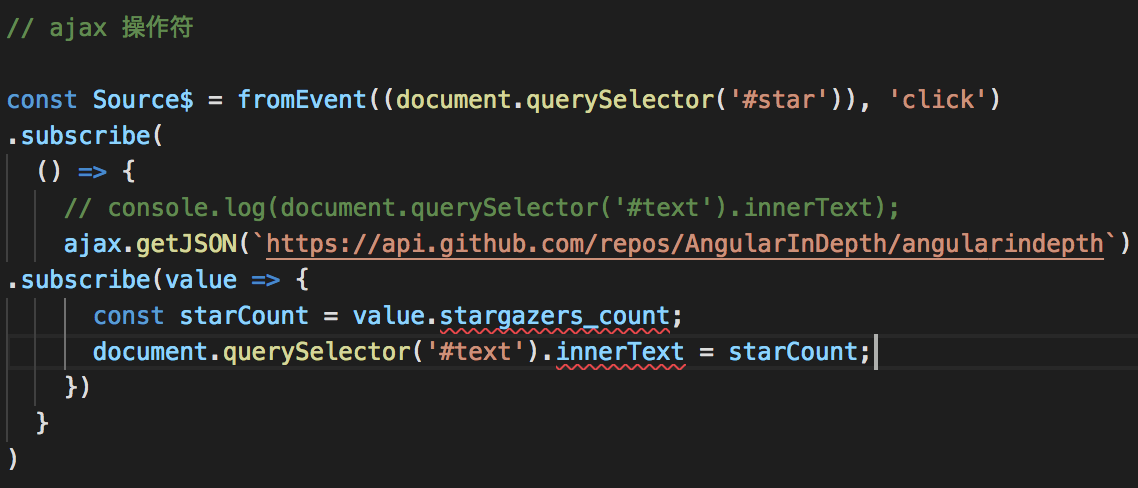 // ajax 操作符
const Source$ = fromEvent((document.querySelector('#star')), 'click')
.subscribe(
() => {
// console.log(document.querySelector('#text').innerText);
ajax.getJSON(`https://api.github.com/repos/AngularInDepth/angularindepth`)
.subscribe(value => {
const starCount = value.stargazers_count;
document.querySelector('#text').innerText = starCount;
})
}
)